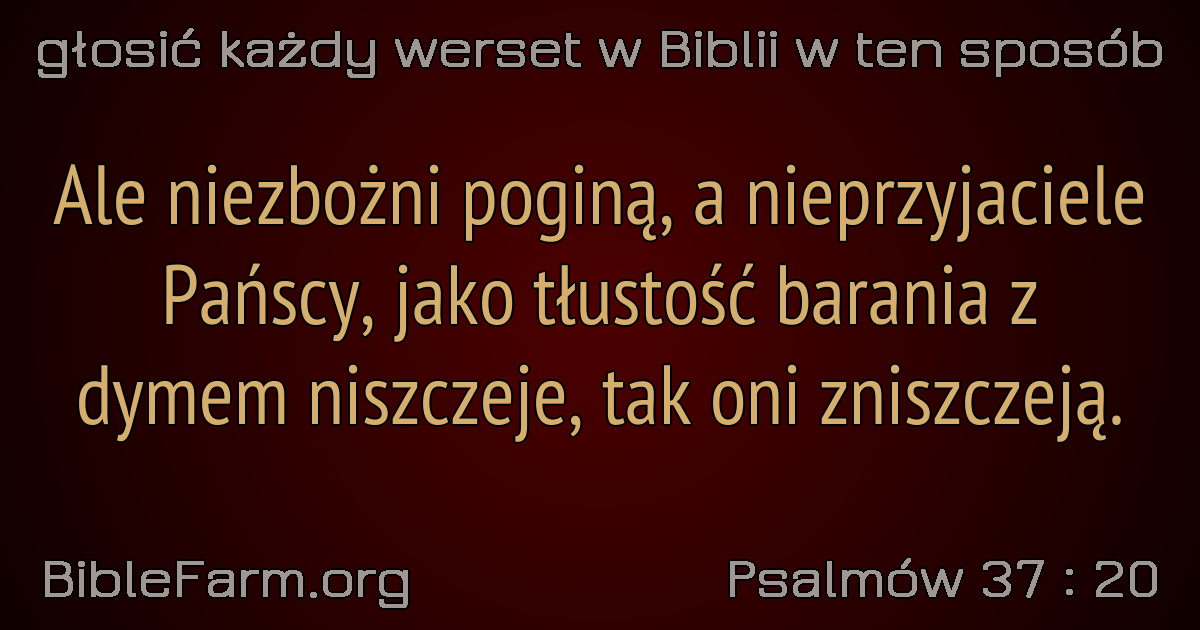 głosić każdy werset w Biblii w ten sposób
Ale niezbożni poginą, a nieprzyjaciele
Pańscy, jako tłustość barania z
dymem niszczeje, tak oni zniszczeją.
BibleFarm.org
Psalmów 37 : 20